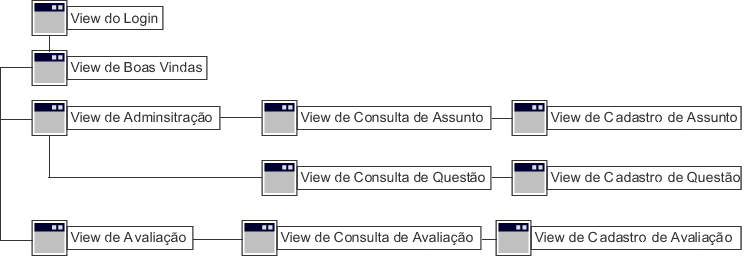 View do Login
View de Boas Vindas
View de Adminsitração
View de Consulta de Assunto
View de Cadastro de Assunto
View de Consulta de Questão
View de Cadastro de Questão
View de Avaliação
View de Consulta de Avaliação
View de Cadastro de Avaliação